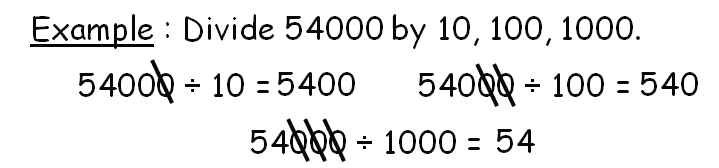 Example : Divide 54000 by 10, 100, 1000.
54000 ÷ 10 = 5400 54000 ÷ 100 = 540
54000 ÷ 1000 = 54